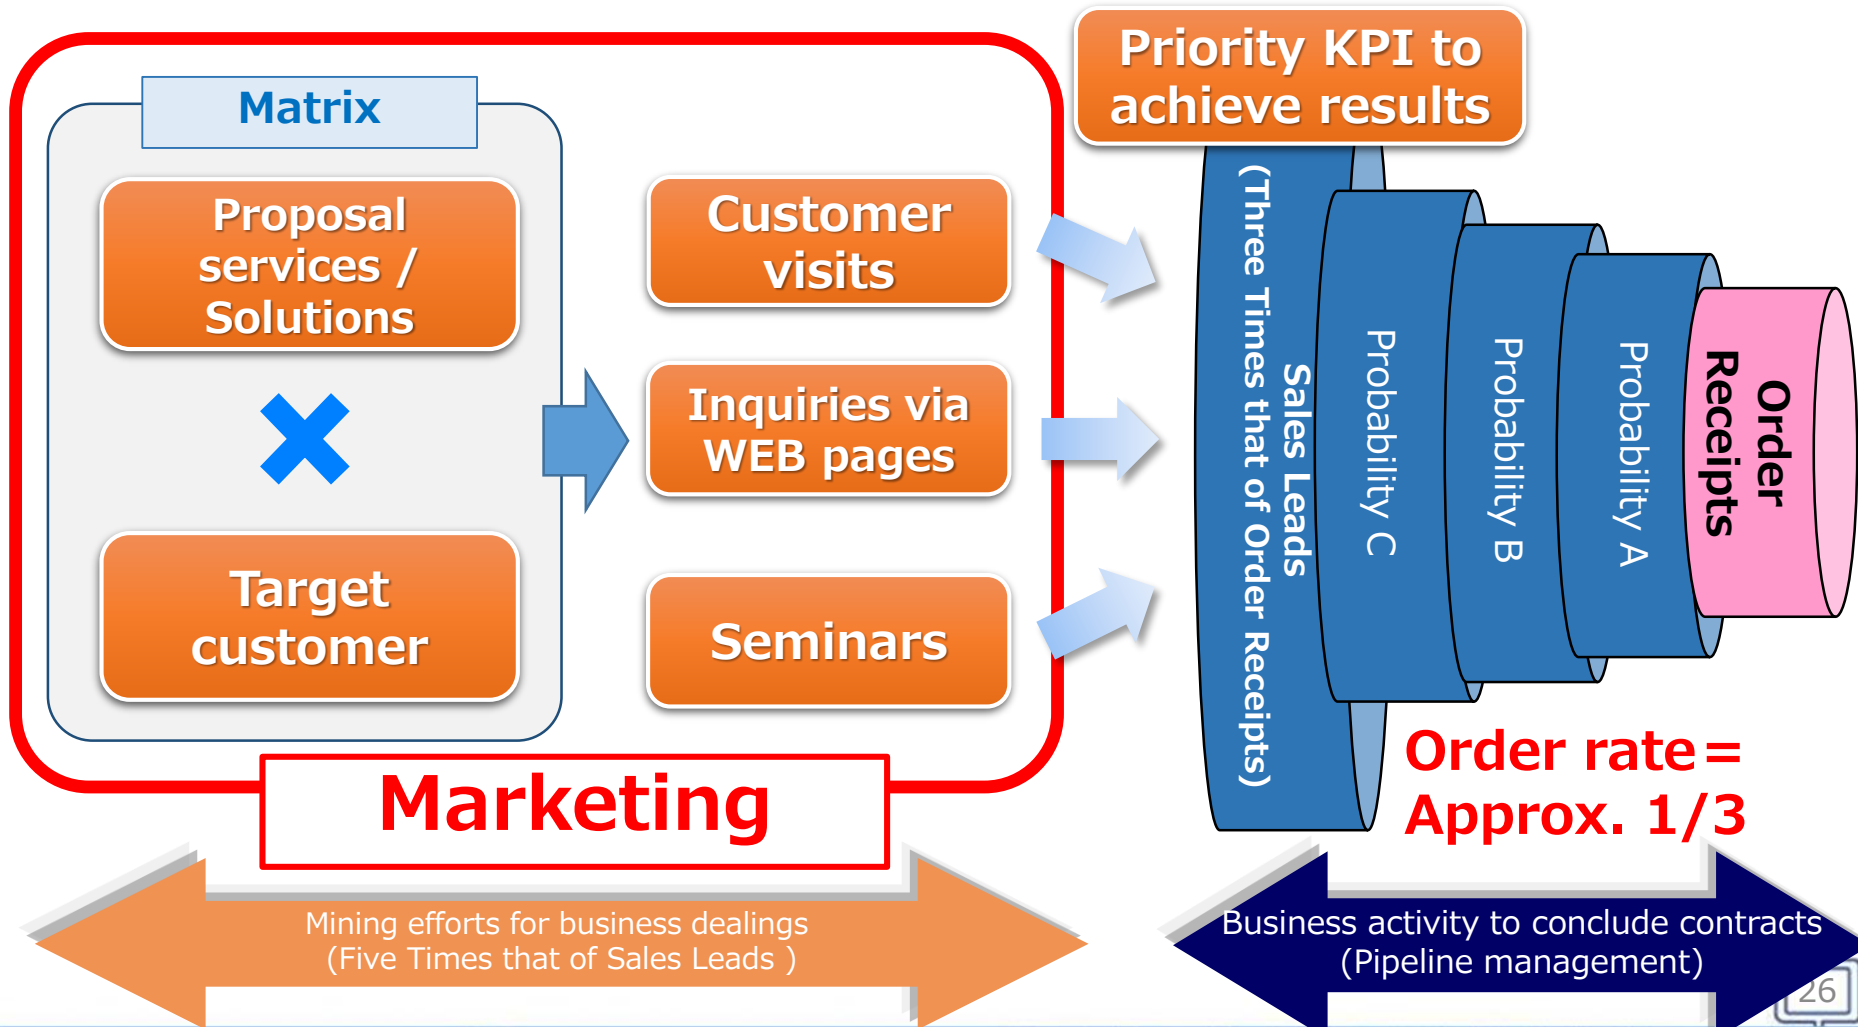 Matrix
Proposal
services /
Solutions
Target
customer
Customer
visits
Inquiries via
WEB pages
Seminars
Marketing
Priority KPI to
achieve results
Sales Leads
(Three Times that of Order Receipts)
Probability C
Probability B
Probability A
Order
Receipts
Order rate=
Approx. 1/3
Mining efforts for business dealings
(Five Times that of Sales Leads )
Business activity to conclude contracts
(Pipeline management)
26